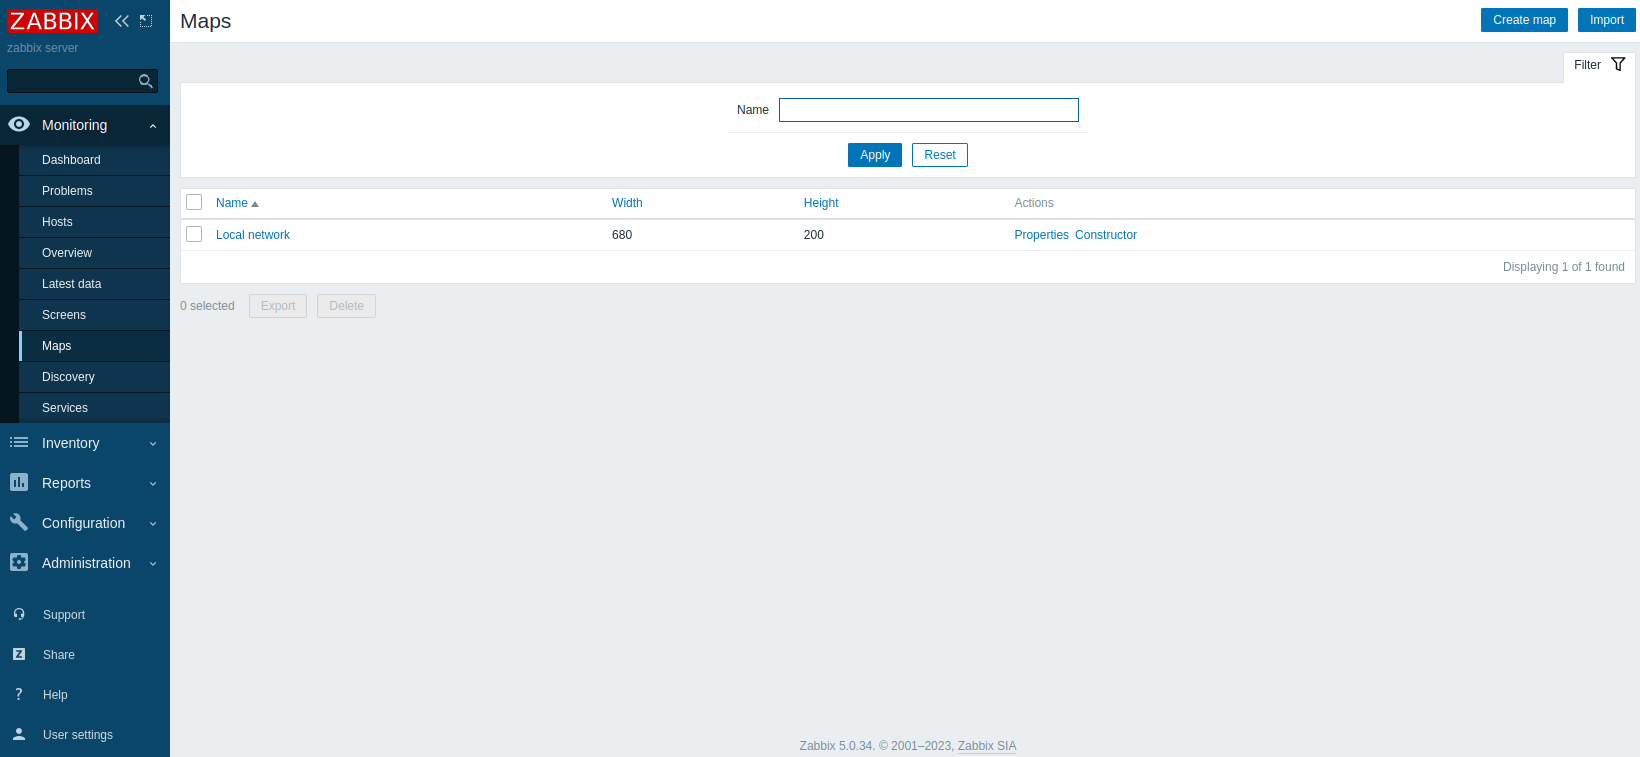 ZABBIX
zabbix server
Monitoring
Dashboard
Problems
Hosts
Overview
Latest data
Screens
Maps
Discovery
Services
Inventory
Reports
Configuration
Administration
Support
Share
Help
User settings
Maps
Create map
Import
Filter
Name
Apply
Reset
Name Width Height Actions
Local network 680 200 Properties Constructor
Displaying 1 of 1 found
0 selected Export Delete
Zabbix 5.0.34. © 2001–2023, Zabbix SIA